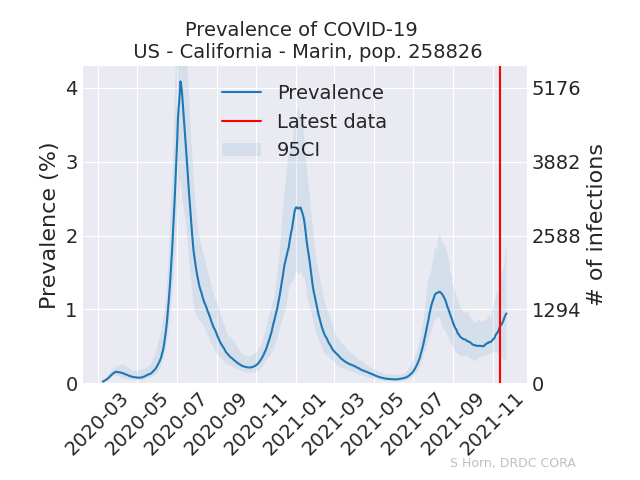 Prevalence of COVID-19
US - California - Marin, pop. 258826
Prevalence
Latest data
95CI
Prevalence (%)
4
3
2
1
0
5176
3882
2588
1294
0
# of infections
2020-03
2020-05
2020-07
2020-09
2020-11
2021-01
2021-03
2021-05
2021-07
2021-09
2021-11
S Horn, DRDC CORA